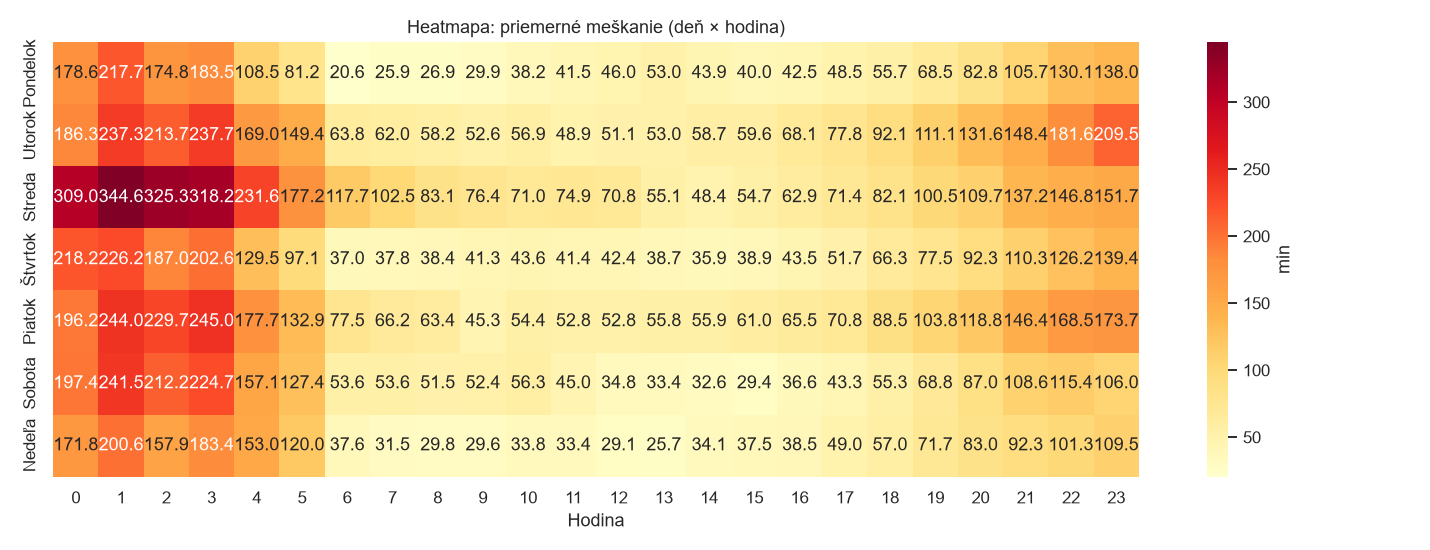 Heatmapa: priemerné meškanie (deň × hodina)
Pondelok 178.6 217.7 174.8 183.5 108.5 81.2 20.6 25.9 26.9 29.9 38.2 41.5 46.0 53.0 43.9 40.0 42.5 48.5 55.7 68.5 82.8 105.7 130.1 138.0
Utorok 186.3 237.3 213.7 237.7 169.0 149.4 63.8 62.0 58.2 52.6 56.9 48.9 51.1 53.0 58.7 59.6 68.1 77.8 92.1 111.1 131.6 148.4 181.6 209.5
Streda 309.0 344.6 325.3 318.2 231.6 177.2 117.7 102.5 83.1 76.4 71.0 74.9 70.8 55.1 48.4 54.7 62.9 71.4 82.1 100.5 109.7 137.2 146.8 151.7
Štvrtok 218.2 226.2 187.0 202.6 129.5 97.1 37.0 37.8 38.4 41.3 43.6 41.4 42.4 38.7 35.9 38.9 43.5 51.7 66.3 77.5 92.3 110.3 126.2 139.4
Piatok 196.2 244.0 229.7 245.0 177.7 132.9 77.5 66.2 63.4 45.3 54.4 52.8 52.8 55.8 55.9 61.0 65.5 70.8 88.5 103.8 118.8 146.4 168.5 173.7
Sobota 197.4 241.5 212.2 224.7 157.1 127.4 53.6 53.6 51.5 52.4 56.3 45.0 34.8 33.4 32.6 29.4 36.6 43.3 55.3 68.8 87.0 108.6 115.4 106.0
Nedeľa 171.8 200.6 157.9 183.4 153.0 120.0 37.6 31.5 29.8 29.6 33.8 33.4 29.1 25.7 34.1 37.5 38.5 49.0 57.0 71.7 83.0 92.3 101.3 109.5
0 1 2 3 4 5 6 7 8 9 10 11 12 13 14 15 16 17 18 19 20 21 22 23
Hodina
300
250
200
150
100
50
min